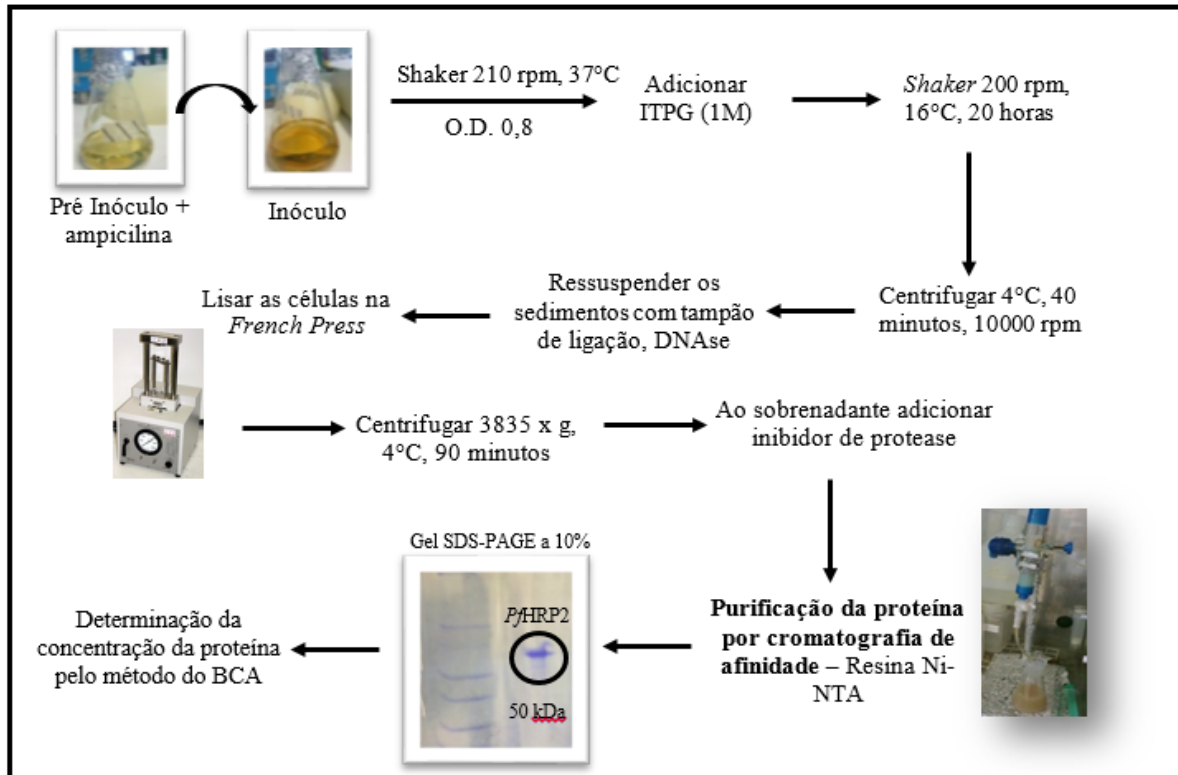 Pré Inóculo +
ampicilina
Inóculo
Shaker 210 rpm, 37°C
O.D. 0,8
Adicionar
ITPG (1M)
Shaker 200 rpm,
16°C, 20 horas
Centrifugar 4°C, 40
minutos, 10000 rpm
Ressuspender os
sedimentos com tampão
de ligação, DNAse
Lisar as células na
French Press
Centrifugar 3835 x g,
4°C, 90 minutos
Ao sobrenadante adicionar
inibidor de protease
Purificação da proteína
por cromatografia de
afinidade – Resina Ni-
NTA
Gel SDS-PAGE a 10%
PfHRP2
50 kDa
Determinação da
concentração da proteína
pelo método do BCA